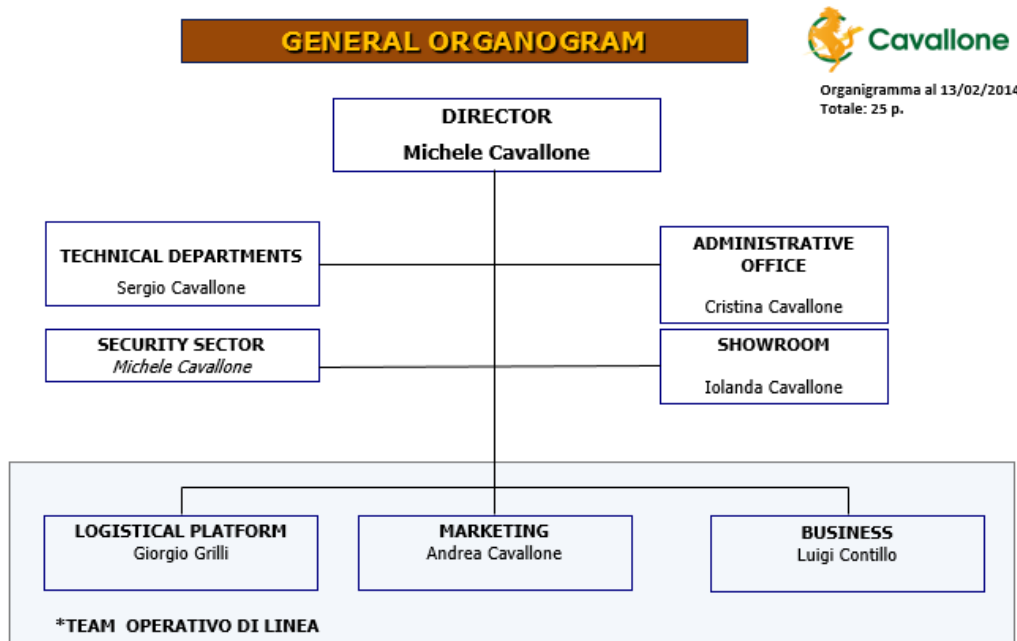 GENERAL ORGANOGRAM
Cavallone
Organigramma al 13/02/2014
Totale: 25 p.
DIRECTOR
Michele Cavallone
TECHNICAL DEPARTMENTS
Sergio Cavallone
ADMINISTRATIVE
OFFICE
Cristina Cavallone
SECURITY SECTOR
Michele Cavallone
SHOWROOM
Iolanda Cavallone
LOGISTICAL PLATFORM
Giorgio Grilli
MARKETING
Andrea Cavallone
BUSINESS
Luigi Contillo
*TEAM OPERATIVO DI LINEA